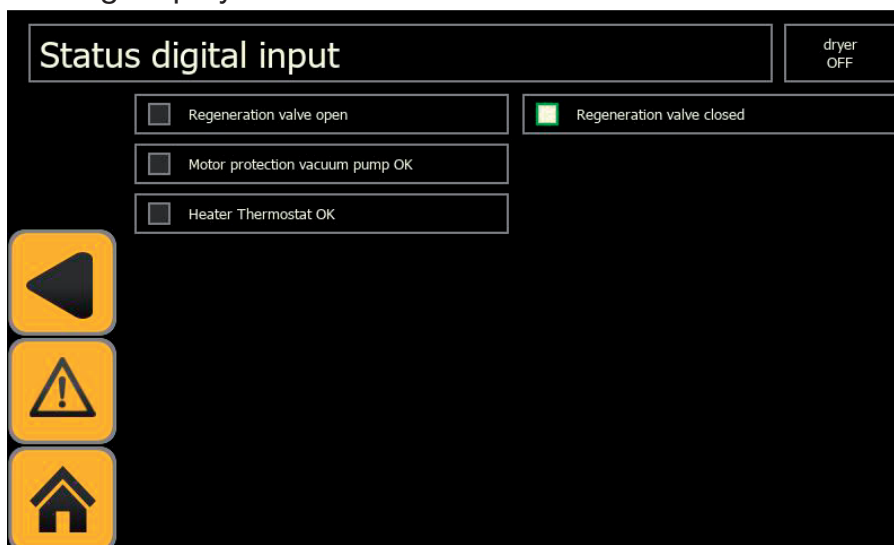 Status digital input
dryer
OFF
Regeneration valve open
Regeneration valve closed
Motor protection vacuum pump OK
Heater Thermostat OK